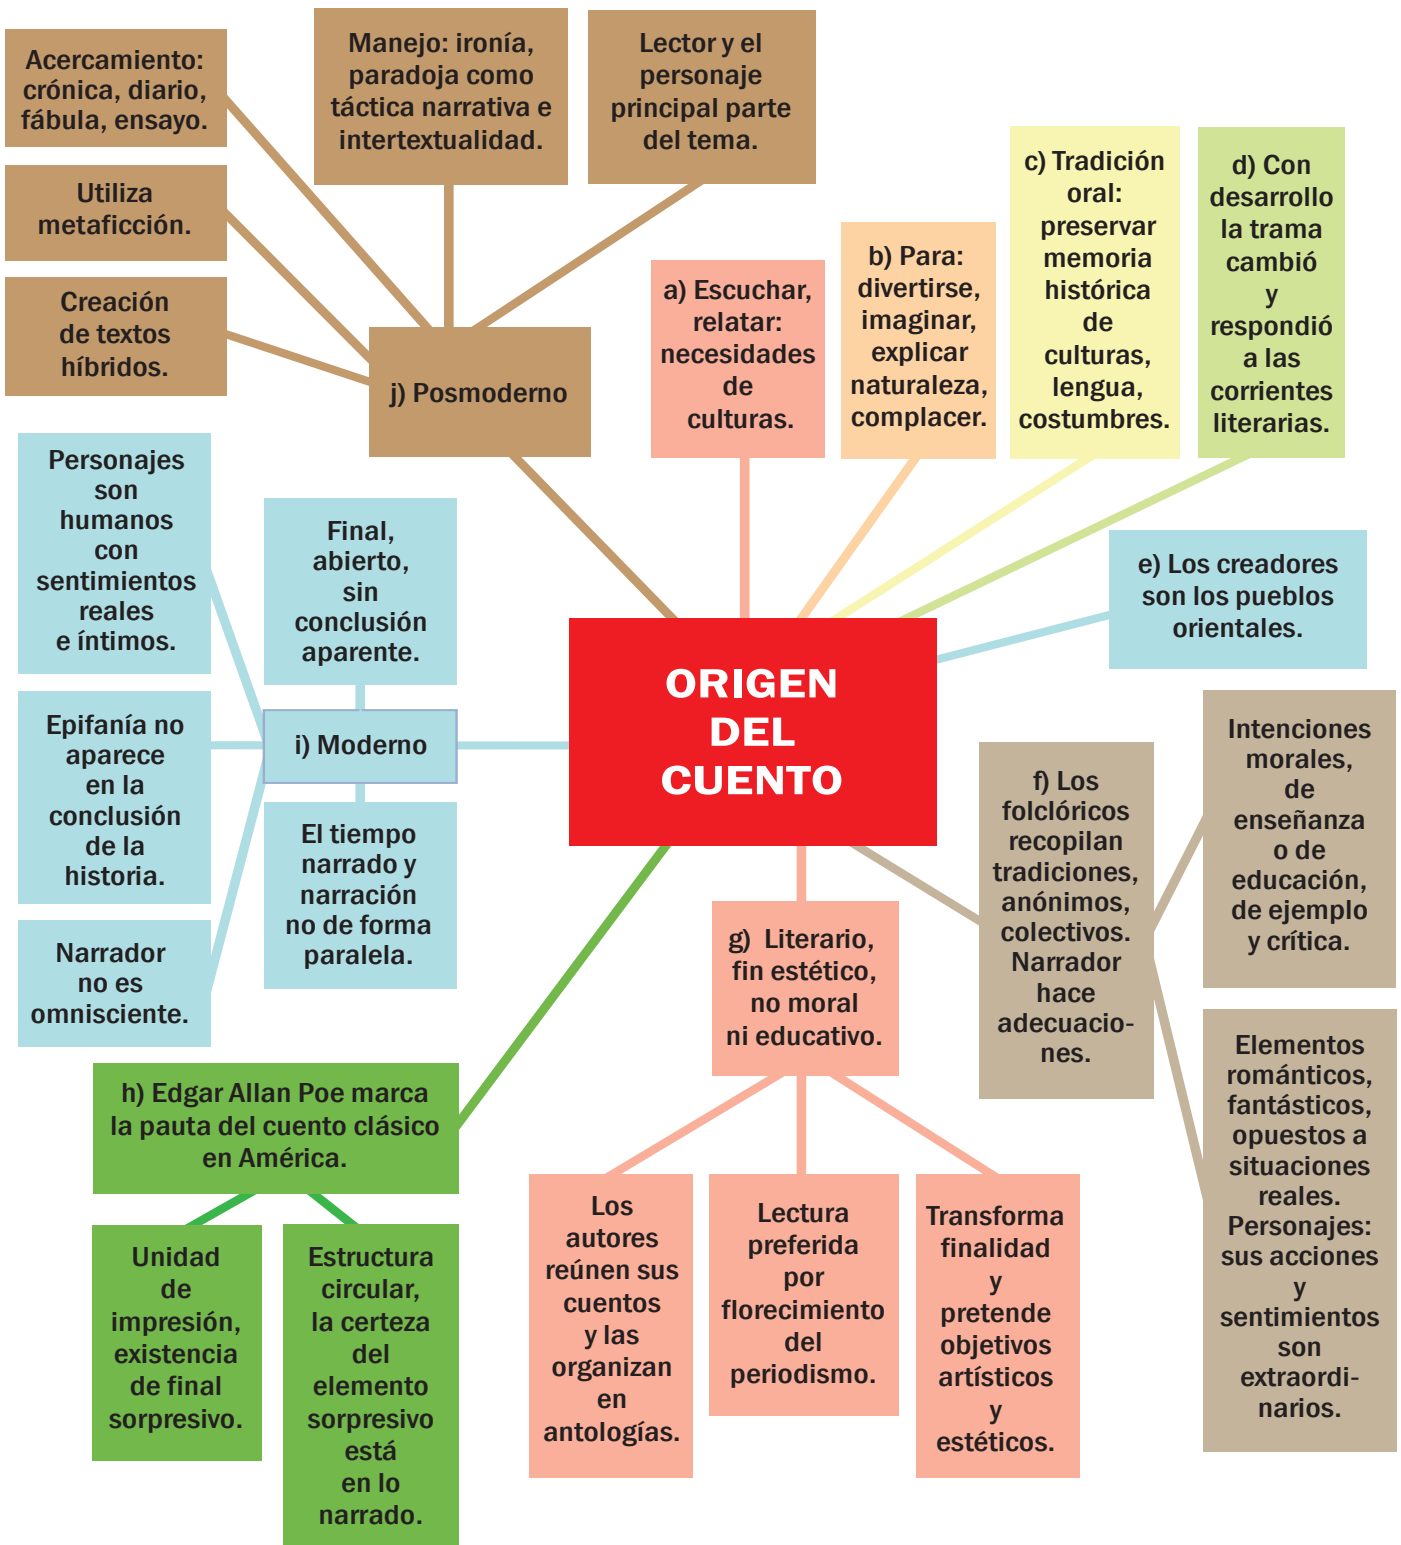 Acercamiento:
crónica, diario,
fábula, ensayo.
Manejo: ironía,
paradoja como
táctica narrativa e
intertextualidad.
Lector y el
personaje
principal parte
del tema.
Utiliza
metaficción.
Creación
de textos
híbridos.
j) Posmoderno
a) Escuchar,
relatar:
necesidades
de
culturas.
b) Para:
divertirse,
imaginar,
explicar
naturaleza,
complacer.
c) Tradición
oral:
preservar
memoria
histórica
de
culturas,
lengua,
costumbres.
d) Con
desarrollo
la trama
cambió
y
respondió
a las
corrientes
literarias.
e) Los creadores
son los pueblos
orientales.
Personajes
son
humanos
con
sentimientos
reales
e íntimos.
Final,
abierto,
sin
conclusión
aparente.
Epifanía no
aparece
en la
conclusión
de la
historia.
i) Moderno
El tiempo
narrado y
narración
no de forma
paralela.
Narrador
no es
omnisciente.
ORIGEN
DEL
CUENTO
f) Los
folclóricos
recopilan
tradiciones,
anónimos,
colectivos.
Narrador
hace
adecuacio-
nes.
Intenciones
morales,
de
enseñanza
o de
educación,
de ejemplo
y crítica.
Elementos
románticos,
fantásticos,
opuestos a
situaciones
reales.
Personajes:
sus acciones
y
sentimientos
son
extraordi-
narios.
g) Literario,
fin estético,
no moral
ni educativo.
Los
autores
reúnen sus
cuentos
y las
organizan
en
antologías.
Lectura
preferida
por
florecimiento
del
periodismo.
Transforma
finalidad
y
pretende
objetivos
artísticos
y
estéticos.
h) Edgar Allan Poe marca
la pauta del cuento clásico
en América.
Unidad
de
impresión,
existencia
de final
sorpresivo.
Estructura
circular,
la certeza
del
elemento
sorpresivo
está
en lo
narrado.